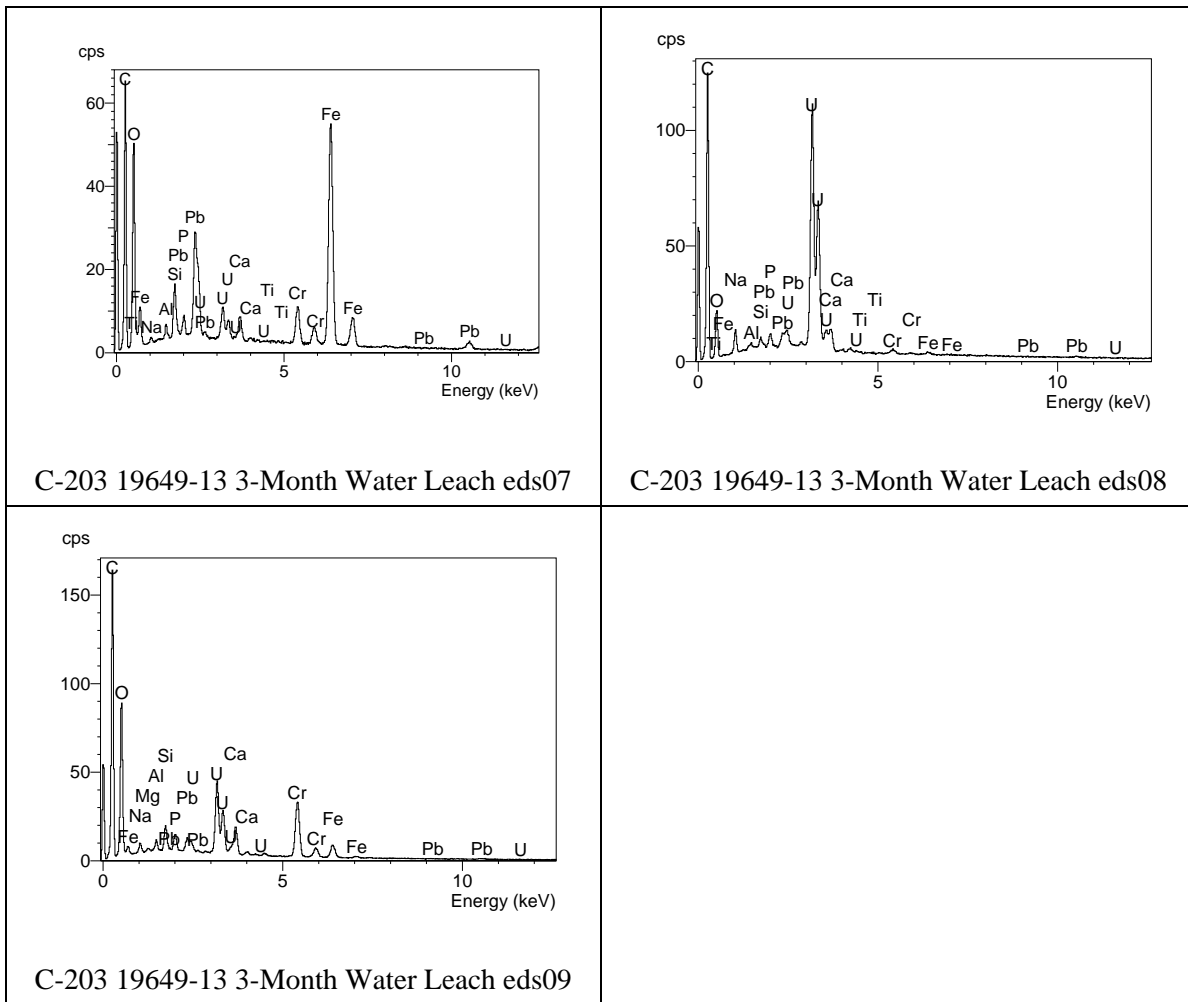 cps
60
40
20
0
C
O
Fe
Ti
Na
Al
Si
Pb
P
Pb
U
Pb
U
U
Ca
U
Ca
U
Ti
Ti
Cr
Cr
Fe
Fe
Pb
Pb
U
0 5 10
Energy (keV)
C-203 19649-13 3-Month Water Leach eds07
cps
100
50
0
C
O
Ti
Fe
Na
Al
Si
Pb
P
Pb
U
Pb
U
U
Ca
Ca
U
U
Ti
Ti
Cr
Cr
Fe
Fe
Pb
Pb
U
0 5 10
Energy (keV)
C-203 19649-13 3-Month Water Leach eds08
cps
150
100
50
0
C
O
Fe
Na
Mg
Al
Si
Pb
P
Pb
U
Pb
U
U
Ca
U
Ca
U
Cr
Cr
Fe
Fe
Pb
Pb
U
0 5 10
Energy (keV)
C-203 19649-13 3-Month Water Leach eds09